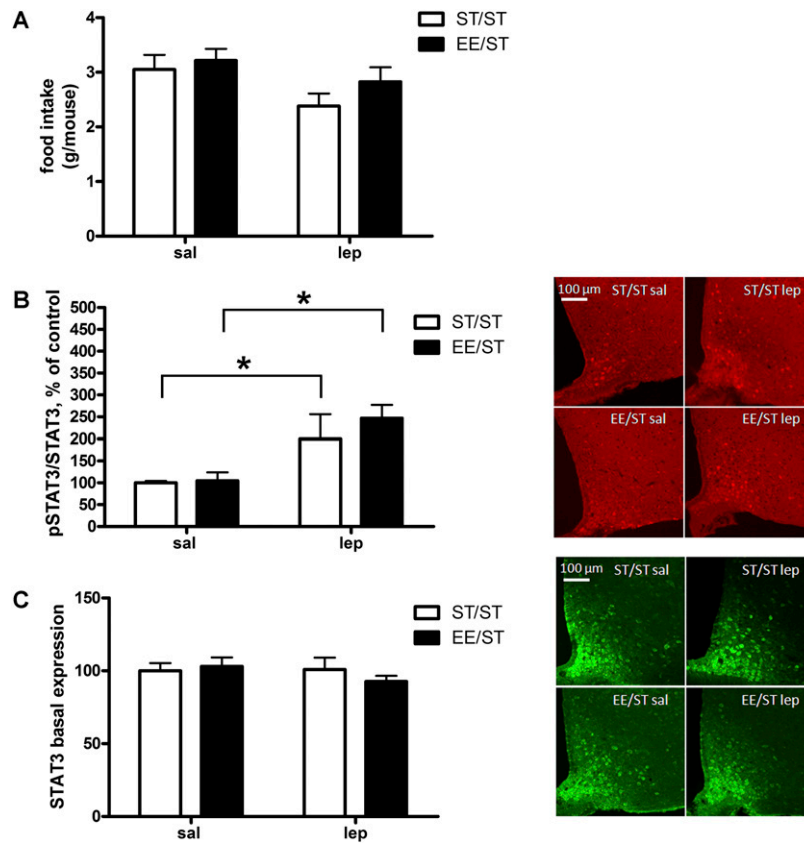 A
food intake
(g/mouse)
4
3
2
1
0
sal
lep
ST/ST
EE/ST
B
pSTAT3/STAT3, % of control
500
450
400
350
300
250
200
150
100
50
0
*
*
sal
lep
ST/ST
EE/ST
100 µm
ST/ST sal
ST/ST lep
EE/ST sal
EE/ST lep
C
STAT3 basal expression
150
100
50
0
sal
lep
ST/ST
EE/ST
100 µm
ST/ST sal
ST/ST lep
EE/ST sal
EE/ST lep